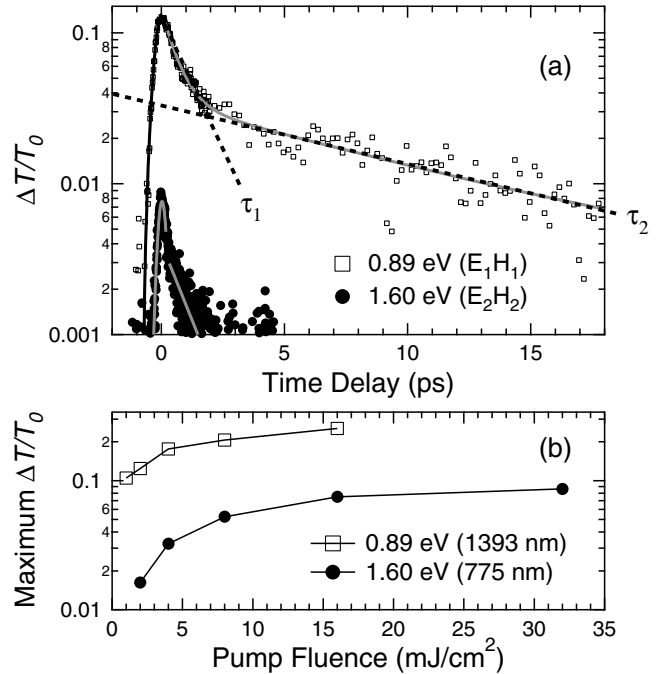 (a)
0.1
8
6
4
2
0.01
8
6
4
2
0.001
ΔT/T₀
τ₁
τ₂
□ 0.89 eV (E₁H₁)
● 1.60 eV (E₂H₂)
0 5 10 15
Time Delay (ps)
(b)
2
0.1
8
6
4
2
0.01
Maximum ΔT/T₀
0.89 eV (1393 nm)
1.60 eV (775 nm)
0 5 10 15 20 25 30 35
Pump Fluence (mJ/cm²)